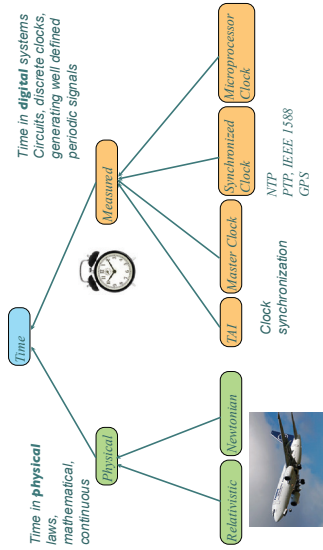 Time in physical
laws,
mathematical,
continuous
Time
Time in digital systems
Circuits, discrete clocks,
generating well defined
periodic signals
Physical
Measured
Relativistic
Newtonian
TAI
Master Clock
Synchronized
Clock
Microprocessor
Clock
Clock
synchronization
NTP
PTP, IEEE 1588
GPS